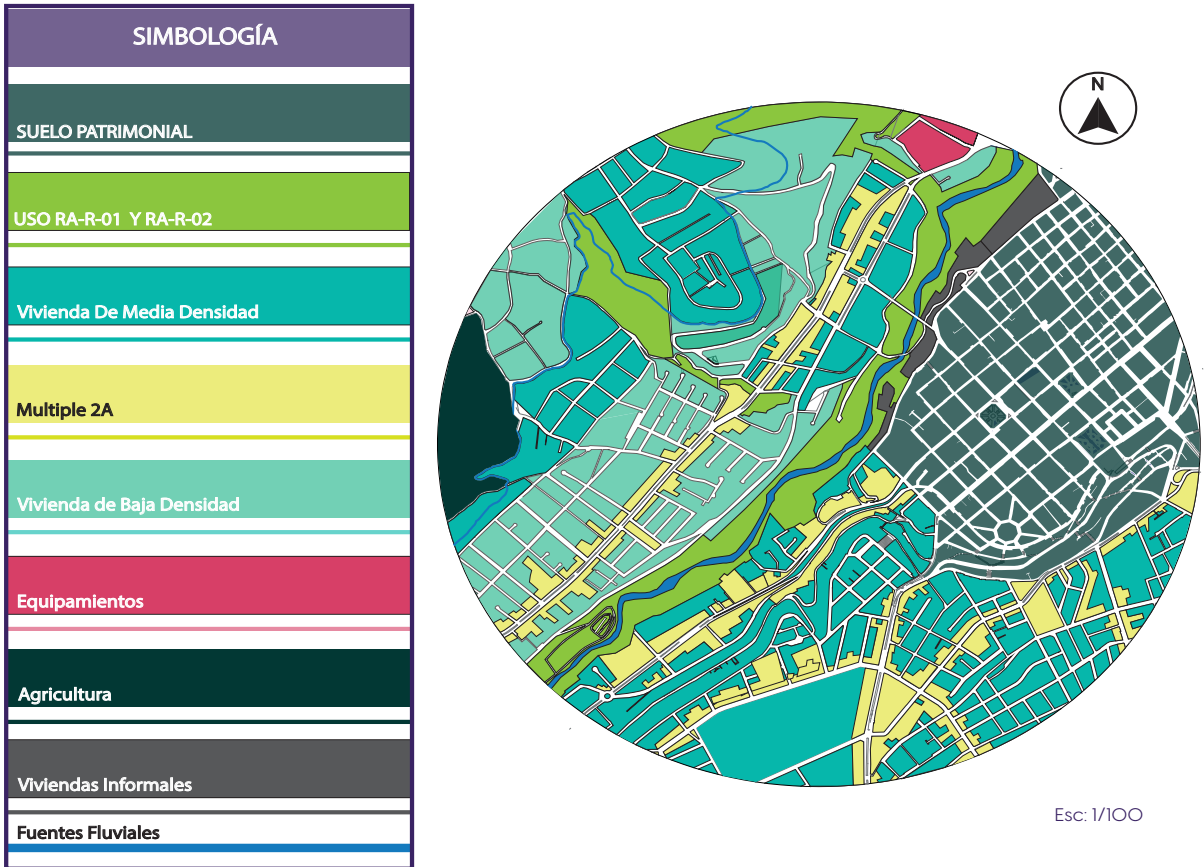 SIMBOLOGÍA
SUELO PATRIMONIAL
USO RA-R-01 Y RA-R-02
Vivienda De Media Densidad
Multiple 2A
Vivienda de Baja Densidad
Equipamientos
Agricultura
Viviendas Informales
Fuentes Fluviales
N
Esc: 1/100